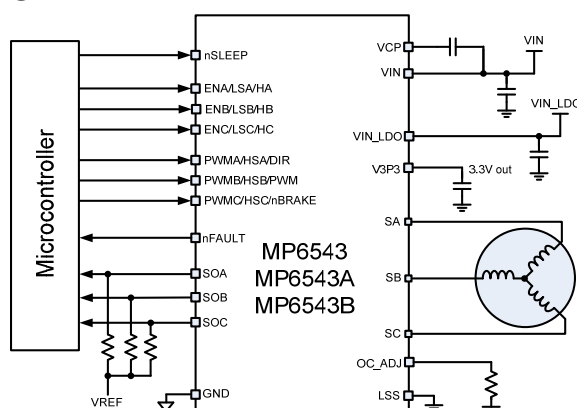 Microcontroller
nSLEEP
ENA/LSA/HA
ENB/LSB/HB
ENC/LSC/HC
PWMA/HSA/DIR
PWMB/HSB/PWM
PWMC/HSC/nBRAKE
nFAULT
SOA
SOB
SOC
VREF
GND
MP6543
MP6543A
MP6543B
VCP
VIN
VIN
VIN_LDO
VIN_LDO
V3P3
3.3V out
SA
SB
SC
OC_ADJ
LSS